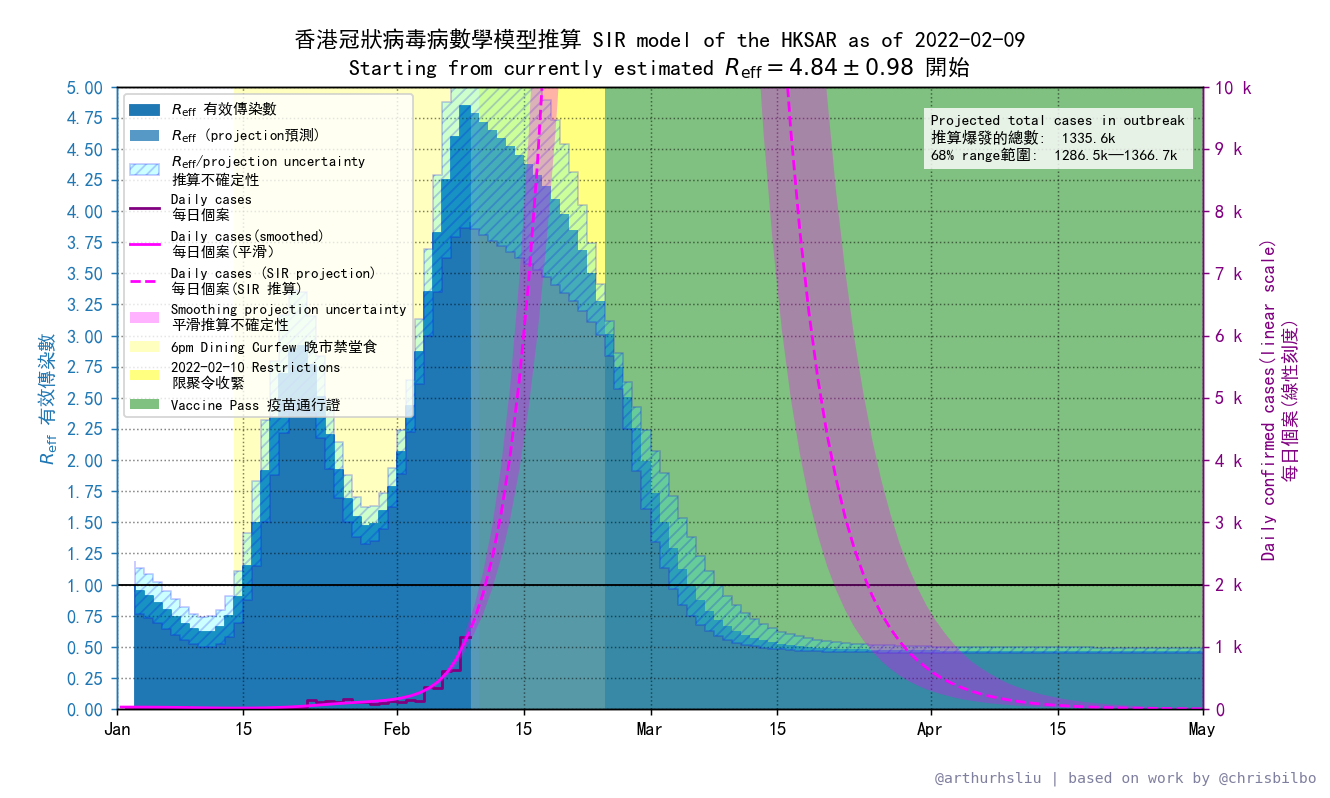 香港冠狀病毒病數學模型推算 SIR model of the HKSAR as of 2022-02-09
Starting from currently estimated Reff = 4.84 ± 0.98 開始
Reff 有效傳染數
Reff (projection預測)
Reff/projection uncertainty
推算不確定性
Daily cases
每日個案
Daily cases(smoothed)
每日個案(平滑)
Daily cases (SIR projection)
每日個案(SIR 推算)
Smoothing projection uncertainty
平滑推算不確定性
6pm Dining Curfew 晚市禁堂食
2022-02-10 Restrictions
限聚令收緊
Vaccine Pass 疫苗通行證
Projected total cases in outbreak
推算爆發的總數: 1335.6k
68% range範圍: 1286.5k—1366.7k
Reff 有效傳染數
5.00
4.75
4.50
4.25
4.00
3.75
3.50
3.25
3.00
2.75
2.50
2.25
2.00
1.75
1.50
1.25
1.00
0.75
0.50
0.25
0.00
10 k
9 k
8 k
7 k
6 k
5 k
4 k
3 k
2 k
1 k
0
Daily confirmed cases(linear scale)
每日個案(線性刻度)
Jan 15 Feb 15 Mar 15 Apr 15 May
@arthurhsliu | based on work by @chrisbilbo